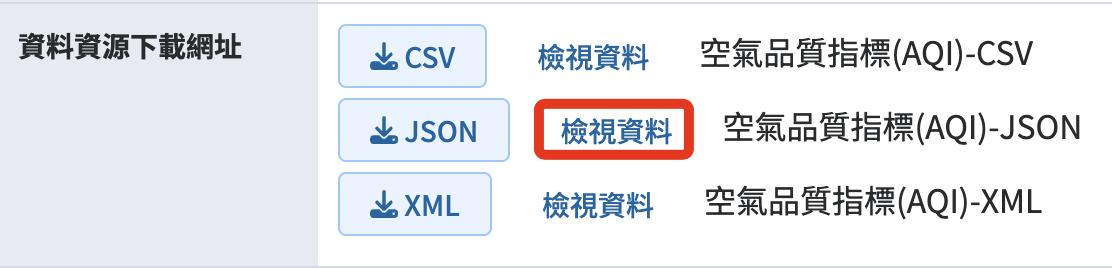 資料資源下載網址
CSV 檢視資料 空氣品質指標(AQI)-CSV
JSON 檢視資料 空氣品質指標(AQI)-JSON
XML 檢視資料 空氣品質指標(AQI)-XML